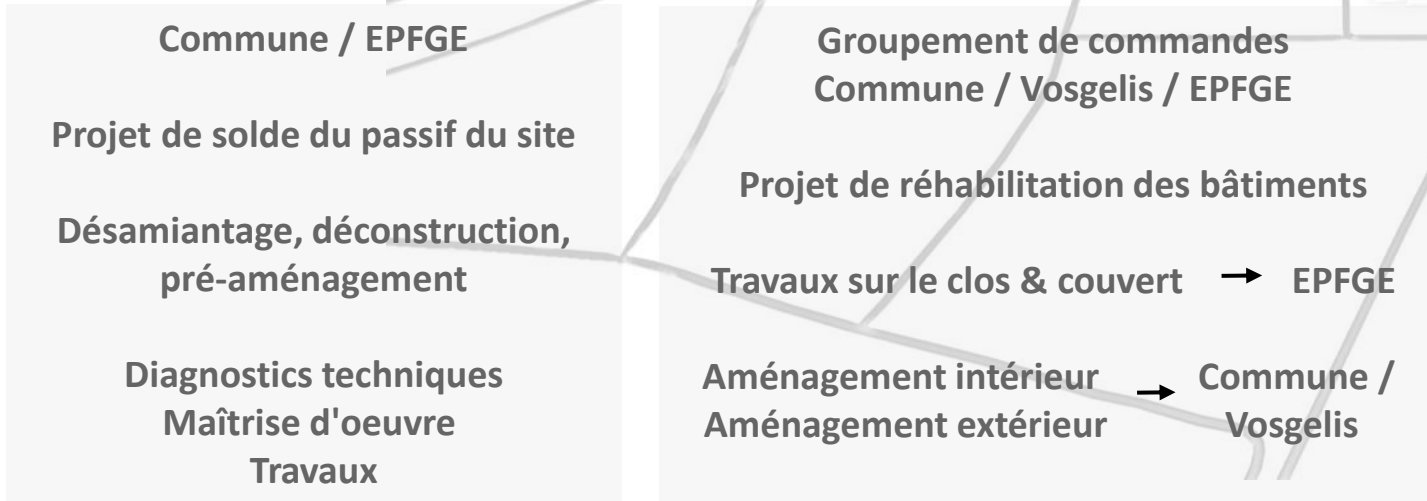 Commune / EPFGE
Projet de solde du passif du site
Désamiantage, déconstruction,
pré-aménagement
Diagnostics techniques
Maîtrise d'oeuvre
Travaux
Groupement de commandes
Commune / Vosgelis / EPFGE
Projet de réhabilitation des bâtiments
Travaux sur le clos & couvert → EPFGE
Aménagement intérieur
Aménagement extérieur
→ Commune /
Vosgelis